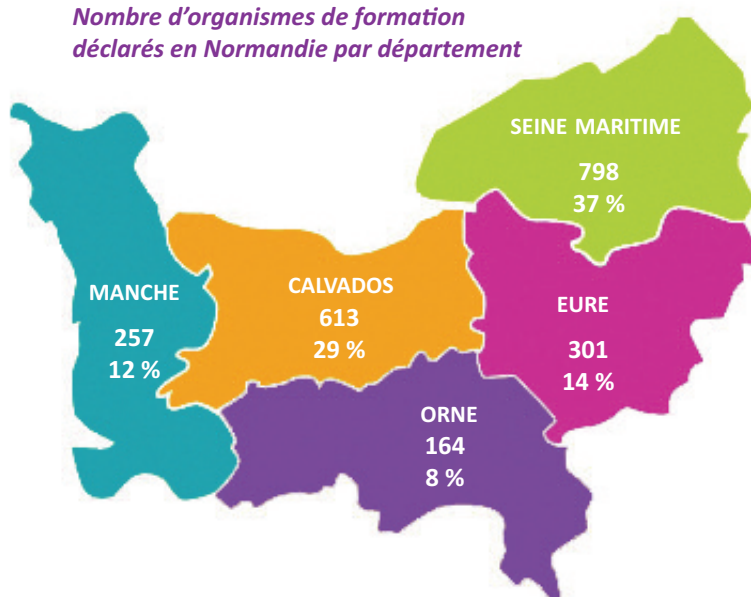 Nombre d’organismes de formation
déclarés en Normandie par département
SEINE MARITIME
798
37 %
MANCHE
257
12 %
CALVADOS
613
29 %
EURE
301
14 %
ORNE
164
8 %